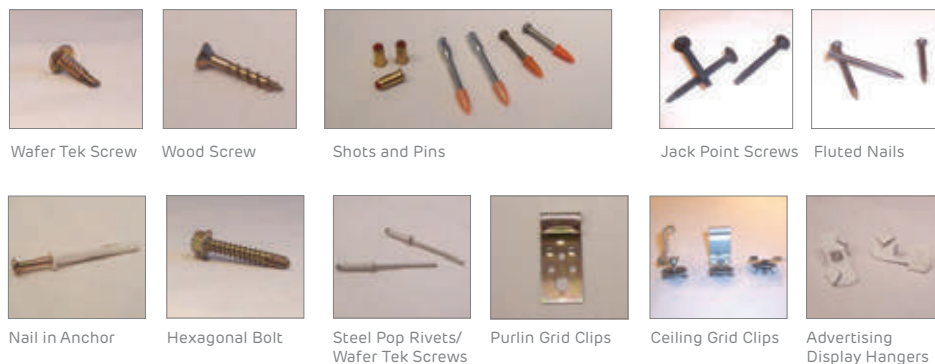 Wafer Tek Screw
Wood Screw
Shots and Pins
Jack Point Screws
Fluted Nails
Nail in Anchor
Hexagonal Bolt
Steel Pop Rivets/
Wafer Tek Screws
Purlin Grid Clips
Ceiling Grid Clips
Advertising
Display Hangers